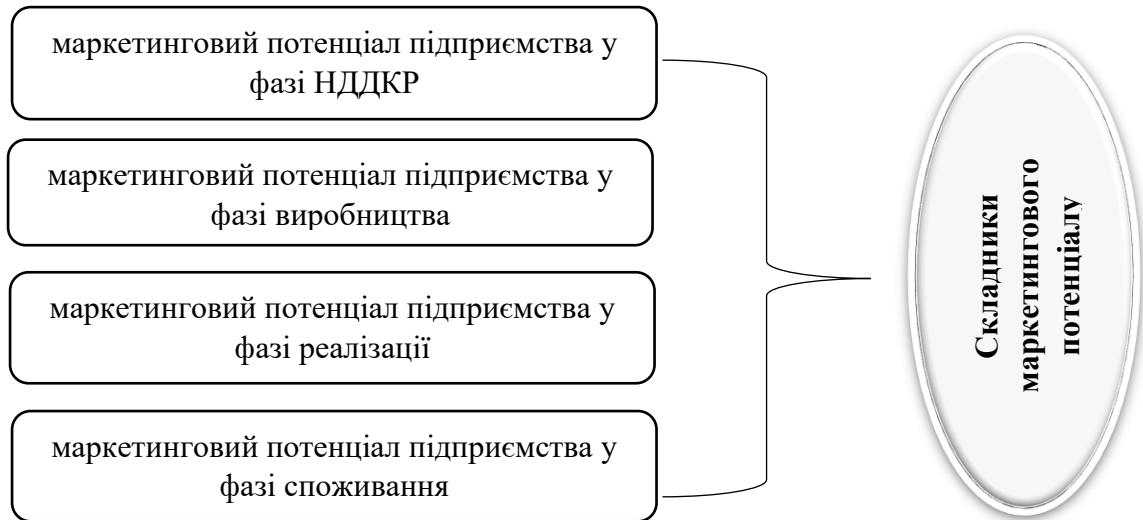 маркетинговий потенціал підприємства у
фазі НДДКР
маркетинговий потенціал підприємства у
фазі виробництва
маркетинговий потенціал підприємства у
фазі реалізації
маркетинговий потенціал підприємства у
фазі споживання
Складники
маркетингового
потенціалу